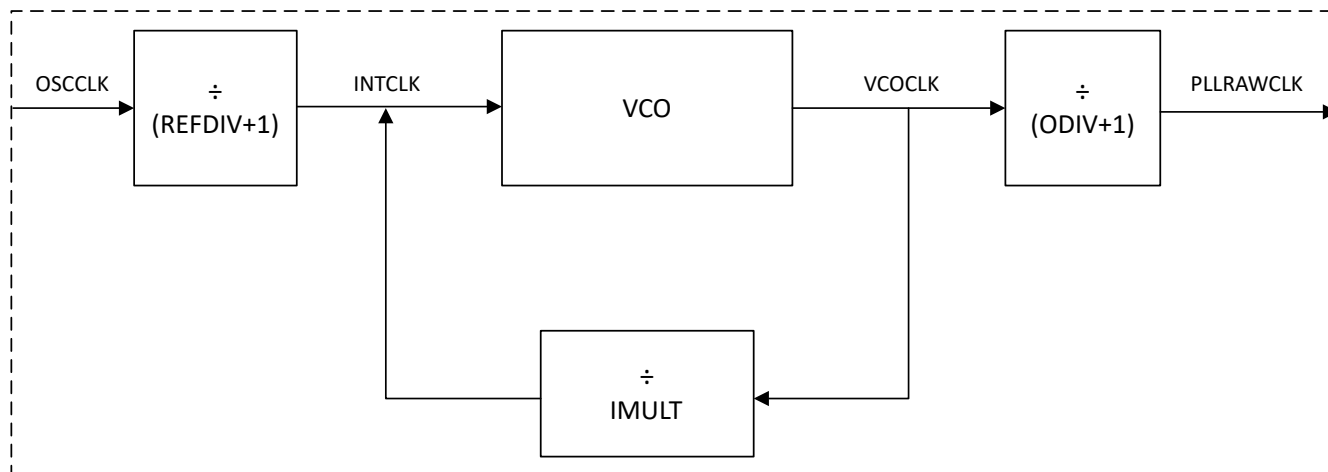 OSCCLK
÷
(REFDIV+1)
INTCLK
VCO
VCOCLK
÷
(ODIV+1)
PLLRAWCLK
÷
IMULT